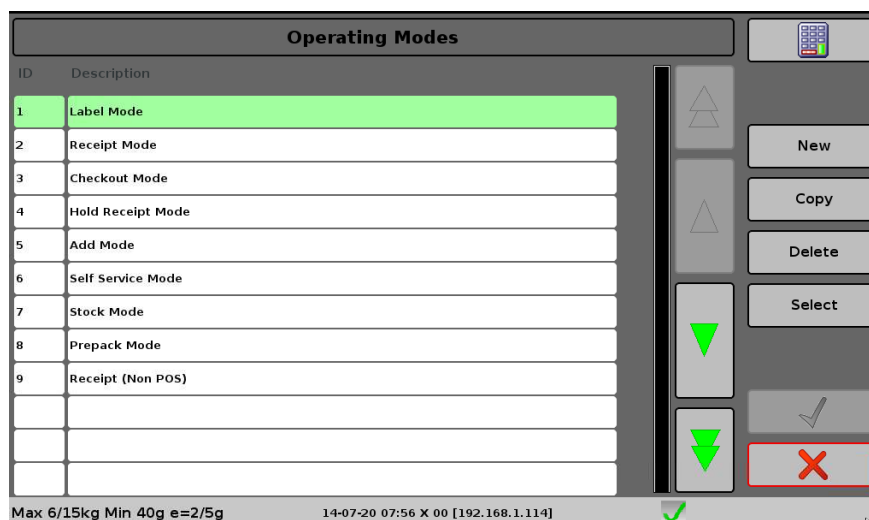 Operating Modes
ID Description
1 Label Mode
2 Receipt Mode
3 Checkout Mode
4 Hold Receipt Mode
5 Add Mode
6 Self Service Mode
7 Stock Mode
8 Prepack Mode
9 Receipt (Non POS)
New
Copy
Delete
Select
Max 6/15kg Min 40g e=2/5g 14-07-20 07:56 X 00 [192.168.1.114]